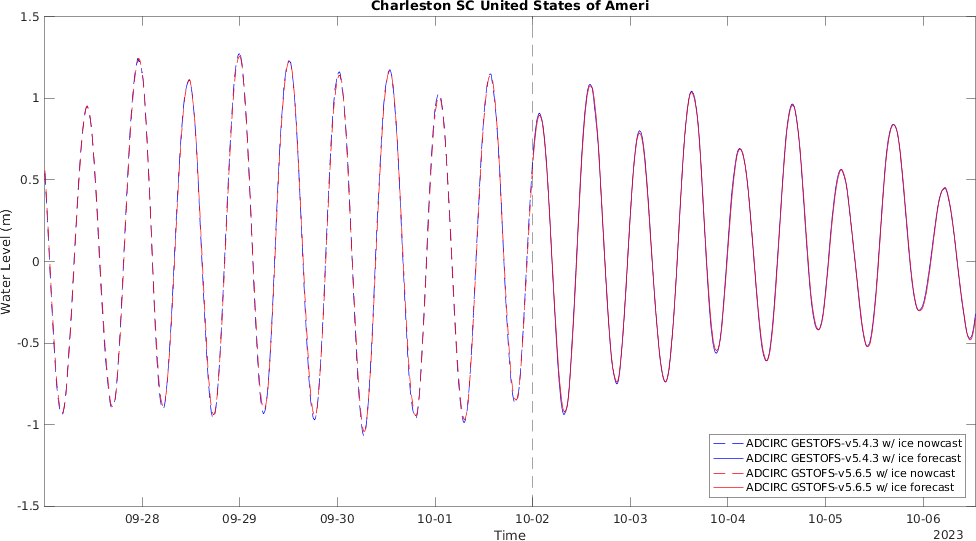 Charleston SC United States of Ameri
1.5
1
0.5
0
-0.5
-1
-1.5
Water Level (m)
09-28 09-29 09-30 10-01 10-02 10-03 10-04 10-05 10-06
Time
2023
ADCIRC GESTOFS-v5.4.3 w/ ice nowcast
ADCIRC GESTOFS-v5.4.3 w/ ice forecast
ADCIRC GSTOFS-v5.6.5 w/ ice nowcast
ADCIRC GSTOFS-v5.6.5 w/ ice forecast